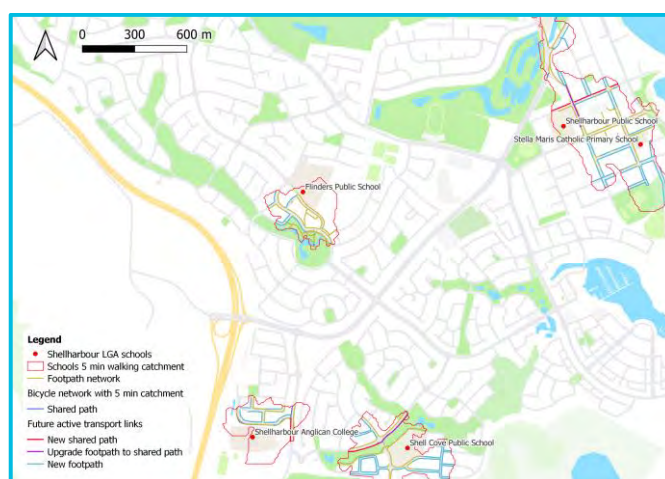 0 300 600 m
Shellharbour Public School
Stella Maris Catholic Primary School
Flinders Public School
Legend
Shellharbour LGA schools
Schools 5 min walking catchment
Footpath network
Bicycle network with 5 min catchment
Shared path
Future active transport links
New shared path
Upgrade footpath to shared path
New footpath
Shellharbour Anglican College
Shell Cove Public School